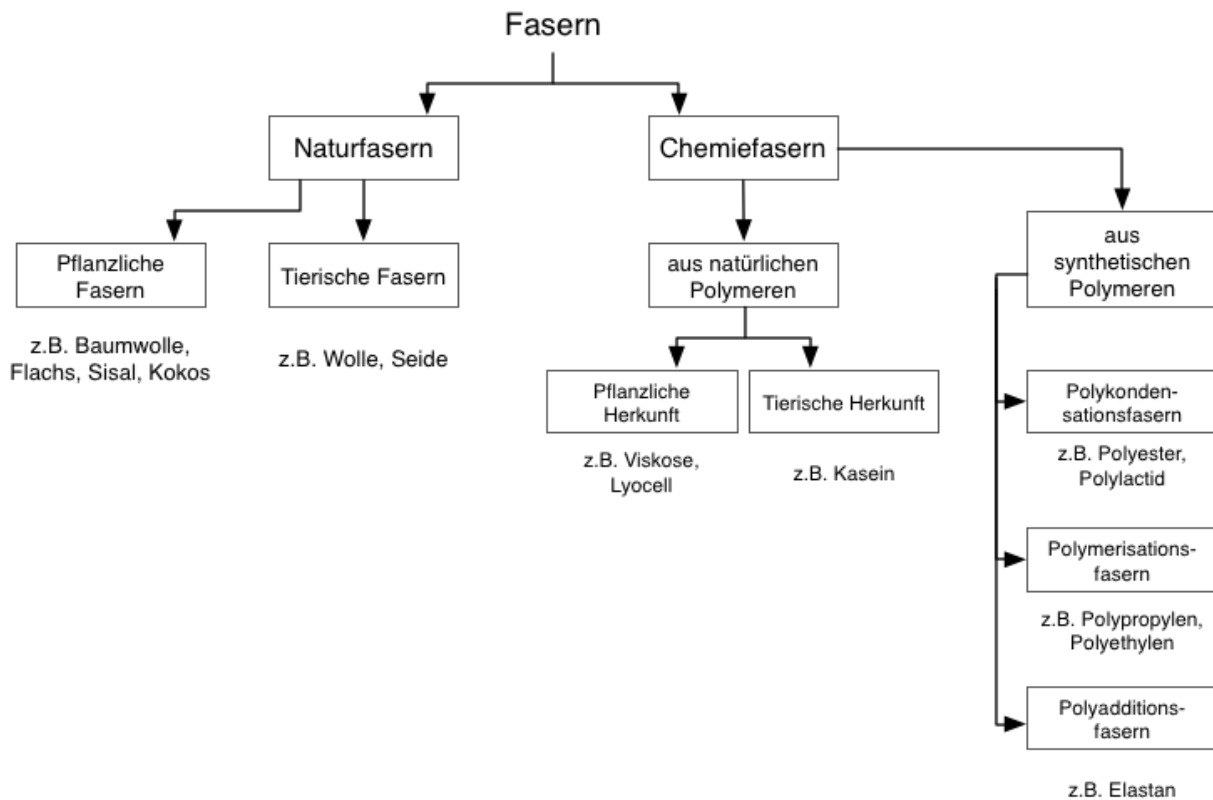 Fasern
Naturfasern
Chemiefasern
Pflanzliche
Fasern
z.B. Baumwolle,
Flachs, Sisal, Kokos
Tierische Fasern
z.B. Wolle, Seide
aus natürlichen
Polymeren
Pflanzliche
Herkunft
z.B. Viskose,
Lyocell
Tierische Herkunft
z.B. Kasein
aus
synthetischen
Polymeren
Polykonden-
sationsfasern
z.B. Polyester,
Polylactid
Polymerisations-
fasern
z.B. Polypropylen,
Polyethylen
Polyadditions-
fasern
z.B. Elastan